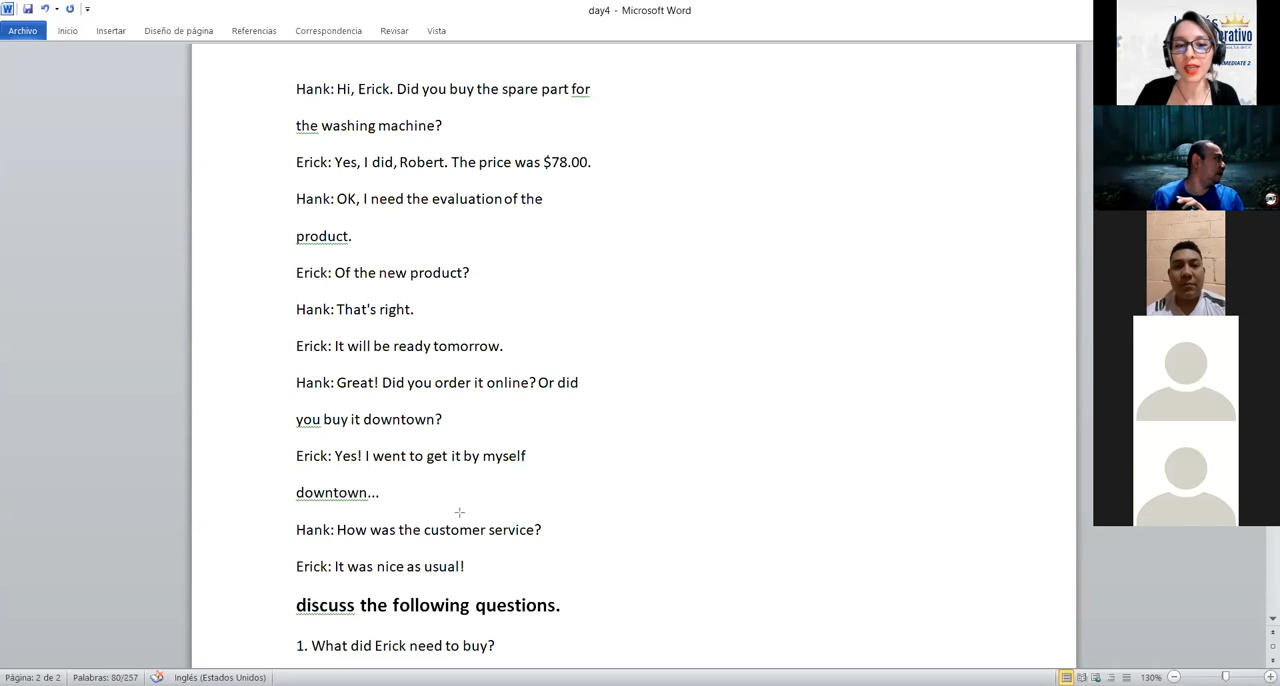 day4 - Microsoft Word
Archivo Inicio Insertar Diseño de página Referencias Correspondencia Revisar Vista
Hank: Hi, Erick. Did you buy the spare part for
the washing machine?
Erick: Yes, I did, Robert. The price was $78.00.
Hank: OK, I need the evaluation of the
product.
Erick: Of the new product?
Hank: That's right.
Erick: It will be ready tomorrow.
Hank: Great! Did you order it online? Or did
you buy it downtown?
Erick: Yes! I went to get it by myself
downtown...
Hank: How was the customer service?
Erick: It was nice as usual!
discuss the following questions.
1. What did Erick need to buy?
Página: 2 de 2 Palabras: 80/257 Inglés (Estados Unidos) 130%